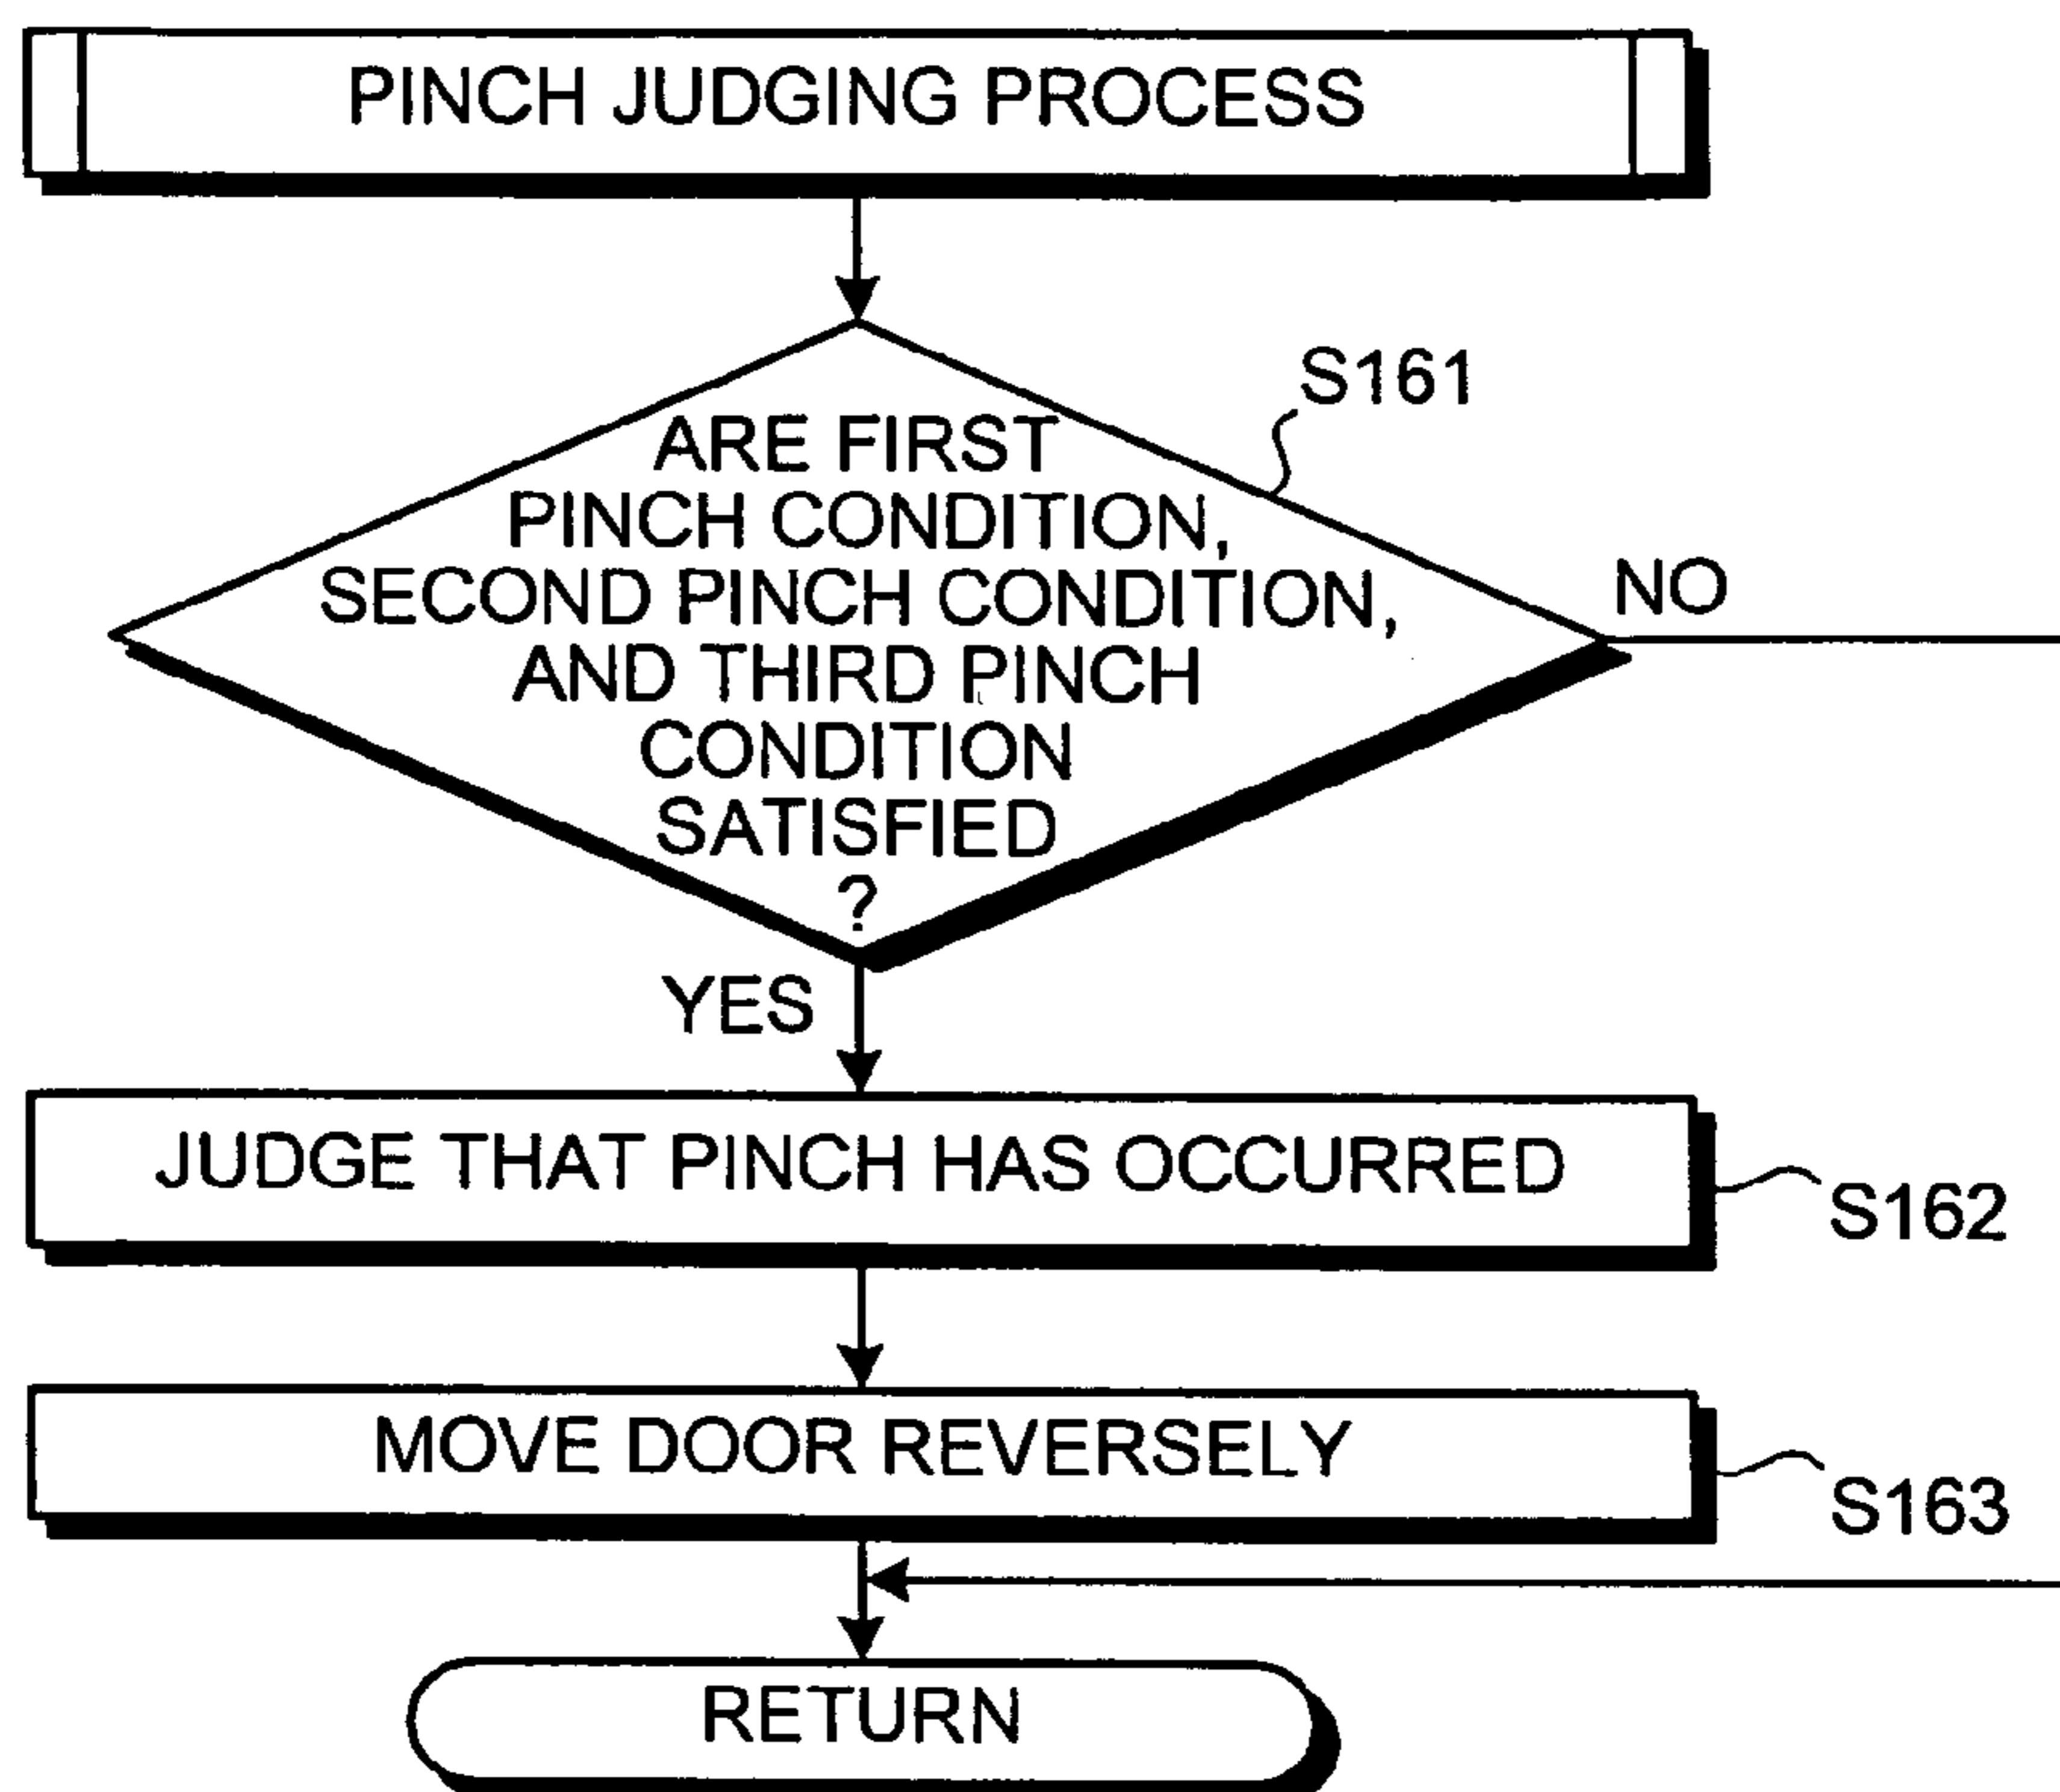 PINCH JUDGING PROCESS
S161
ARE FIRST
PINCH CONDITION,
SECOND PINCH CONDITION,
AND THIRD PINCH
CONDITION
SATISFIED
?
NO
YES
JUDGE THAT PINCH HAS OCCURRED
S162
MOVE DOOR REVERSELY
S163
RETURN